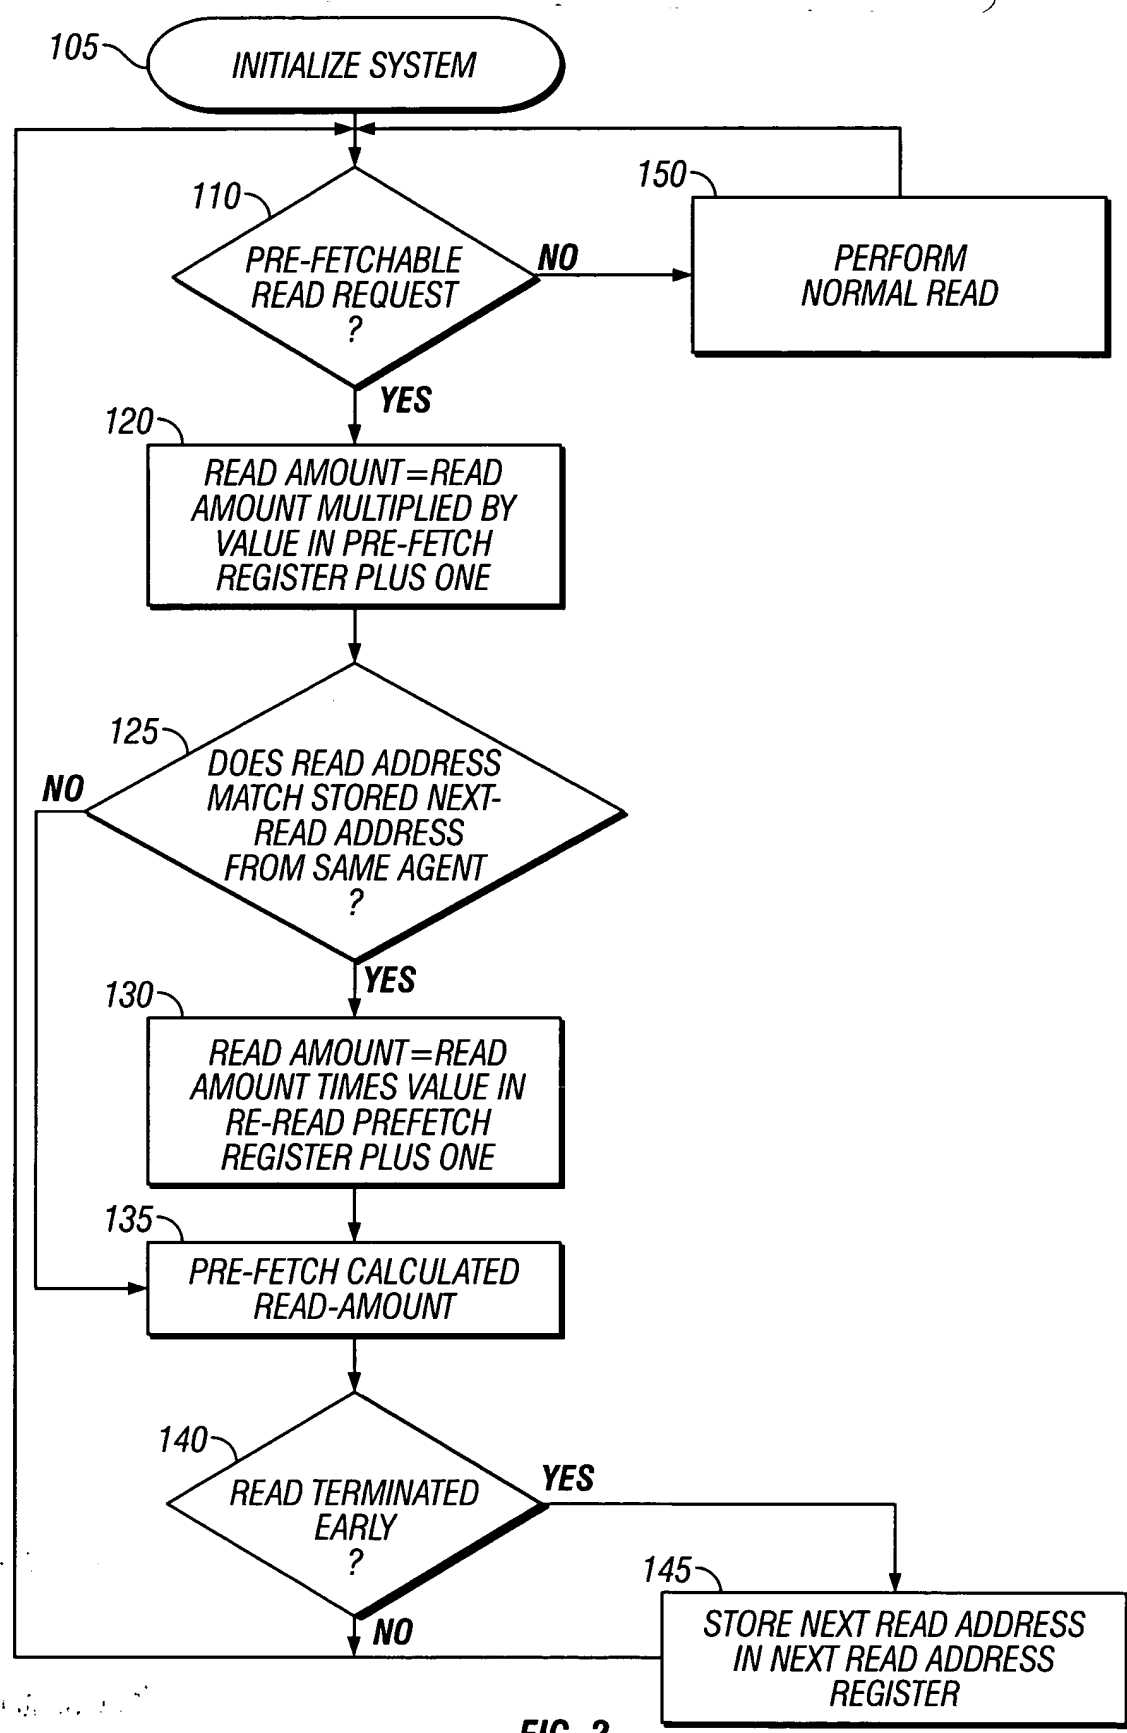 105
INITIALIZE SYSTEM
110
150
PRE-FETCHABLE
READ REQUEST
?
NO
PERFORM
NORMAL READ
YES
120
READ AMOUNT=READ
AMOUNT MULTIPLIED BY
VALUE IN PRE-FETCH
REGISTER PLUS ONE
125
NO
DOES READ ADDRESS
MATCH STORED NEXT-
READ ADDRESS
FROM SAME AGENT
?
YES
130
READ AMOUNT=READ
AMOUNT TIMES VALUE IN
RE-READ PREFETCH
REGISTER PLUS ONE
135
PRE-FETCH CALCULATED
READ-AMOUNT
140
READ TERMINATED
EARLY
?
YES
NO
145
STORE NEXT READ ADDRESS
IN NEXT READ ADDRESS
REGISTER
FIG. 2